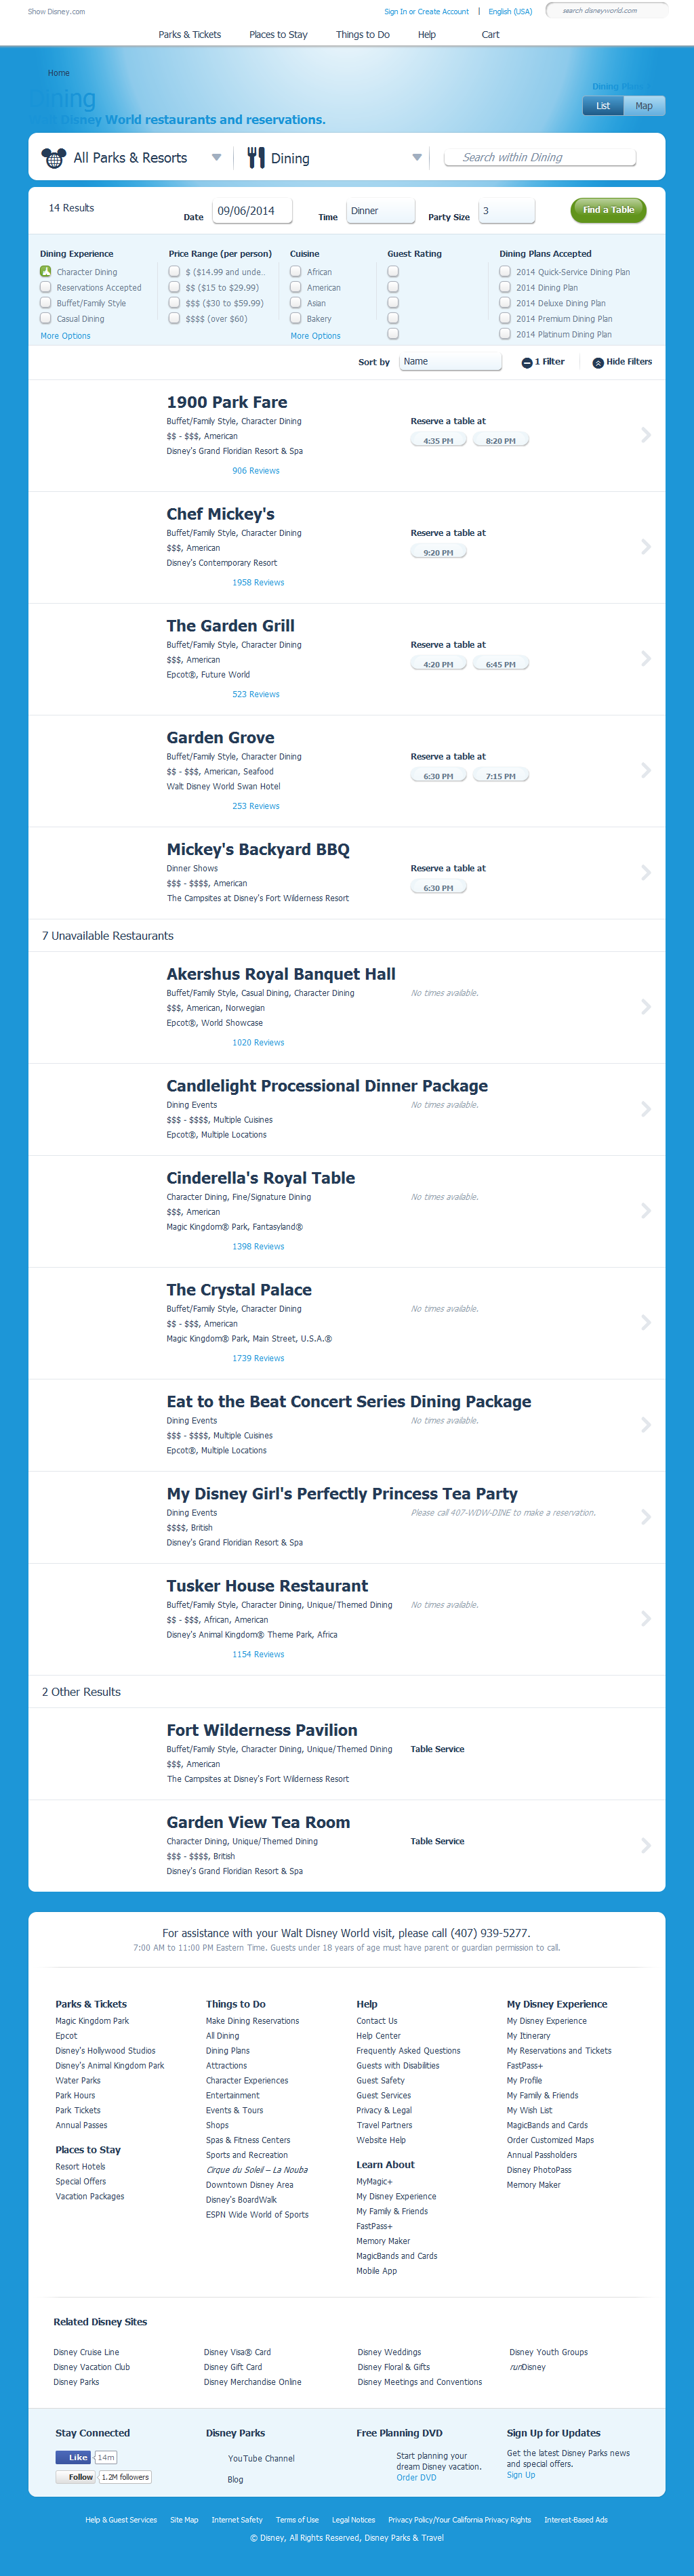 Show Disney.com
Sign In or Create Account | English (USA)
search disneyworld.com
Parks & Tickets Places to Stay Things to Do Help Cart
Home
Dining
Disney World restaurants and reservations.
Dining Plans
List Map
All Parks & Resorts
Dining
Search within Dining
14 Results
Date 09/06/2014
Time Dinner
Party Size 3
Find a Table
Dining Experience
Character Dining
Reservations Accepted
Buffet/Family Style
Casual Dining
More Options
Price Range (per person)
$ ($14.99 and unde..
$$ ($15 to $29.99)
$$$ ($30 to $59.99)
$$$$ (over $60)
Cuisine
African
American
Asian
Bakery
More Options
Guest Rating
Dining Plans Accepted
2014 Quick-Service Dining Plan
2014 Dining Plan
2014 Deluxe Dining Plan
2014 Premium Dining Plan
2014 Platinum Dining Plan
Sort by Name
1 Filter
Hide Filters
1900 Park Fare
Buffet/Family Style, Character Dining
$$ - $$$, American
Disney's Grand Floridian Resort & Spa
906 Reviews
Reserve a table at
4:35 PM 8:20 PM
Chef Mickey's
Buffet/Family Style, Character Dining
$$$, American
Disney's Contemporary Resort
1958 Reviews
Reserve a table at
9:20 PM
The Garden Grill
Buffet/Family Style, Character Dining
$$$, American
Epcot®, Future World
523 Reviews
Reserve a table at
4:20 PM 6:45 PM
Garden Grove
Buffet/Family Style, Character Dining
$$ - $$$, American, Seafood
Walt Disney World Swan Hotel
253 Reviews
Reserve a table at
6:30 PM 7:15 PM
Mickey's Backyard BBQ
Dinner Shows
$$$ - $$$$, American
The Campsites at Disney's Fort Wilderness Resort
Reserve a table at
6:30 PM
7 Unavailable Restaurants
Akershus Royal Banquet Hall
Buffet/Family Style, Casual Dining, Character Dining
$$$, American, Norwegian
Epcot®, World Showcase
1020 Reviews
No times available.
Candlelight Processional Dinner Package
Dining Events
$$$ - $$$$, Multiple Cuisines
Epcot®, Multiple Locations
No times available.
Cinderella's Royal Table
Character Dining, Fine/Signature Dining
$$$, American
Magic Kingdom® Park, Fantasyland®
1398 Reviews
No times available.
The Crystal Palace
Buffet/Family Style, Character Dining
$$ - $$$, American
Magic Kingdom® Park, Main Street, U.S.A.®
1739 Reviews
No times available.
Eat to the Beat Concert Series Dining Package
Dining Events
$$$ - $$$$, Multiple Cuisines
Epcot®, Multiple Locations
No times available.
My Disney Girl's Perfectly Princess Tea Party
Dining Events
$$$$, British
Disney's Grand Floridian Resort & Spa
Please call 407-WDW-DINE to make a reservation.
Tusker House Restaurant
Buffet/Family Style, Character Dining, Unique/Themed Dining
$$ - $$$, African, American
Disney's Animal Kingdom® Theme Park, Africa
1154 Reviews
No times available.
2 Other Results
Fort Wilderness Pavilion
Buffet/Family Style, Character Dining, Unique/Themed Dining
$$$, American
The Campsites at Disney's Fort Wilderness Resort
Table Service
Garden View Tea Room
Character Dining, Unique/Themed Dining
$$$ - $$$$, British
Disney's Grand Floridian Resort & Spa
Table Service
For assistance with your Walt Disney World visit, please call (407) 939-5277.
7:00 AM to 11:00 PM Eastern Time. Guests under 18 years of age must have parent or guardian permission to call.
Parks & Tickets
Magic Kingdom Park
Epcot
Disney's Hollywood Studios
Disney's Animal Kingdom Park
Water Parks
Park Hours
Park Tickets
Annual Passes
Places to Stay
Resort Hotels
Special Offers
Vacation Packages
Things to Do
Make Dining Reservations
All Dining
Dining Plans
Attractions
Character Experiences
Entertainment
Events & Tours
Shops
Spas & Fitness Centers
Sports and Recreation
Cirque du Soleil – La Nouba
Downtown Disney Area
Disney's BoardWalk
ESPN Wide World of Sports
Help
Contact Us
Help Center
Frequently Asked Questions
Guests with Disabilities
Guest Safety
Guest Services
Privacy & Legal
Travel Partners
Website Help
Learn About
MyMagic+
My Disney Experience
My Family & Friends
FastPass+
Memory Maker
MagicBands and Cards
Mobile App
My Disney Experience
My Disney Experience
My Itinerary
My Reservations and Tickets
FastPass+
My Profile
My Family & Friends
My Wish List
MagicBands and Cards
Order Customized Maps
Annual Passholders
Disney PhotoPass
Memory Maker
Related Disney Sites
Disney Cruise Line
Disney Vacation Club
Disney Parks
Disney Visa® Card
Disney Gift Card
Disney Merchandise Online
Disney Weddings
Disney Floral & Gifts
Disney Meetings and Conventions
Disney Youth Groups
runDisney
Stay Connected
Like 14m
Follow 1.2M followers
Disney Parks
YouTube Channel
Blog
Free Planning DVD
Start planning your
dream Disney vacation.
Order DVD
Sign Up for Updates
Get the latest Disney Parks news
and special offers.
Sign Up
Help & Guest Services Site Map Internet Safety Terms of Use Legal Notices Privacy Policy/Your California Privacy Rights Interest-Based Ads
© Disney, All Rights Reserved, Disney Parks & Travel